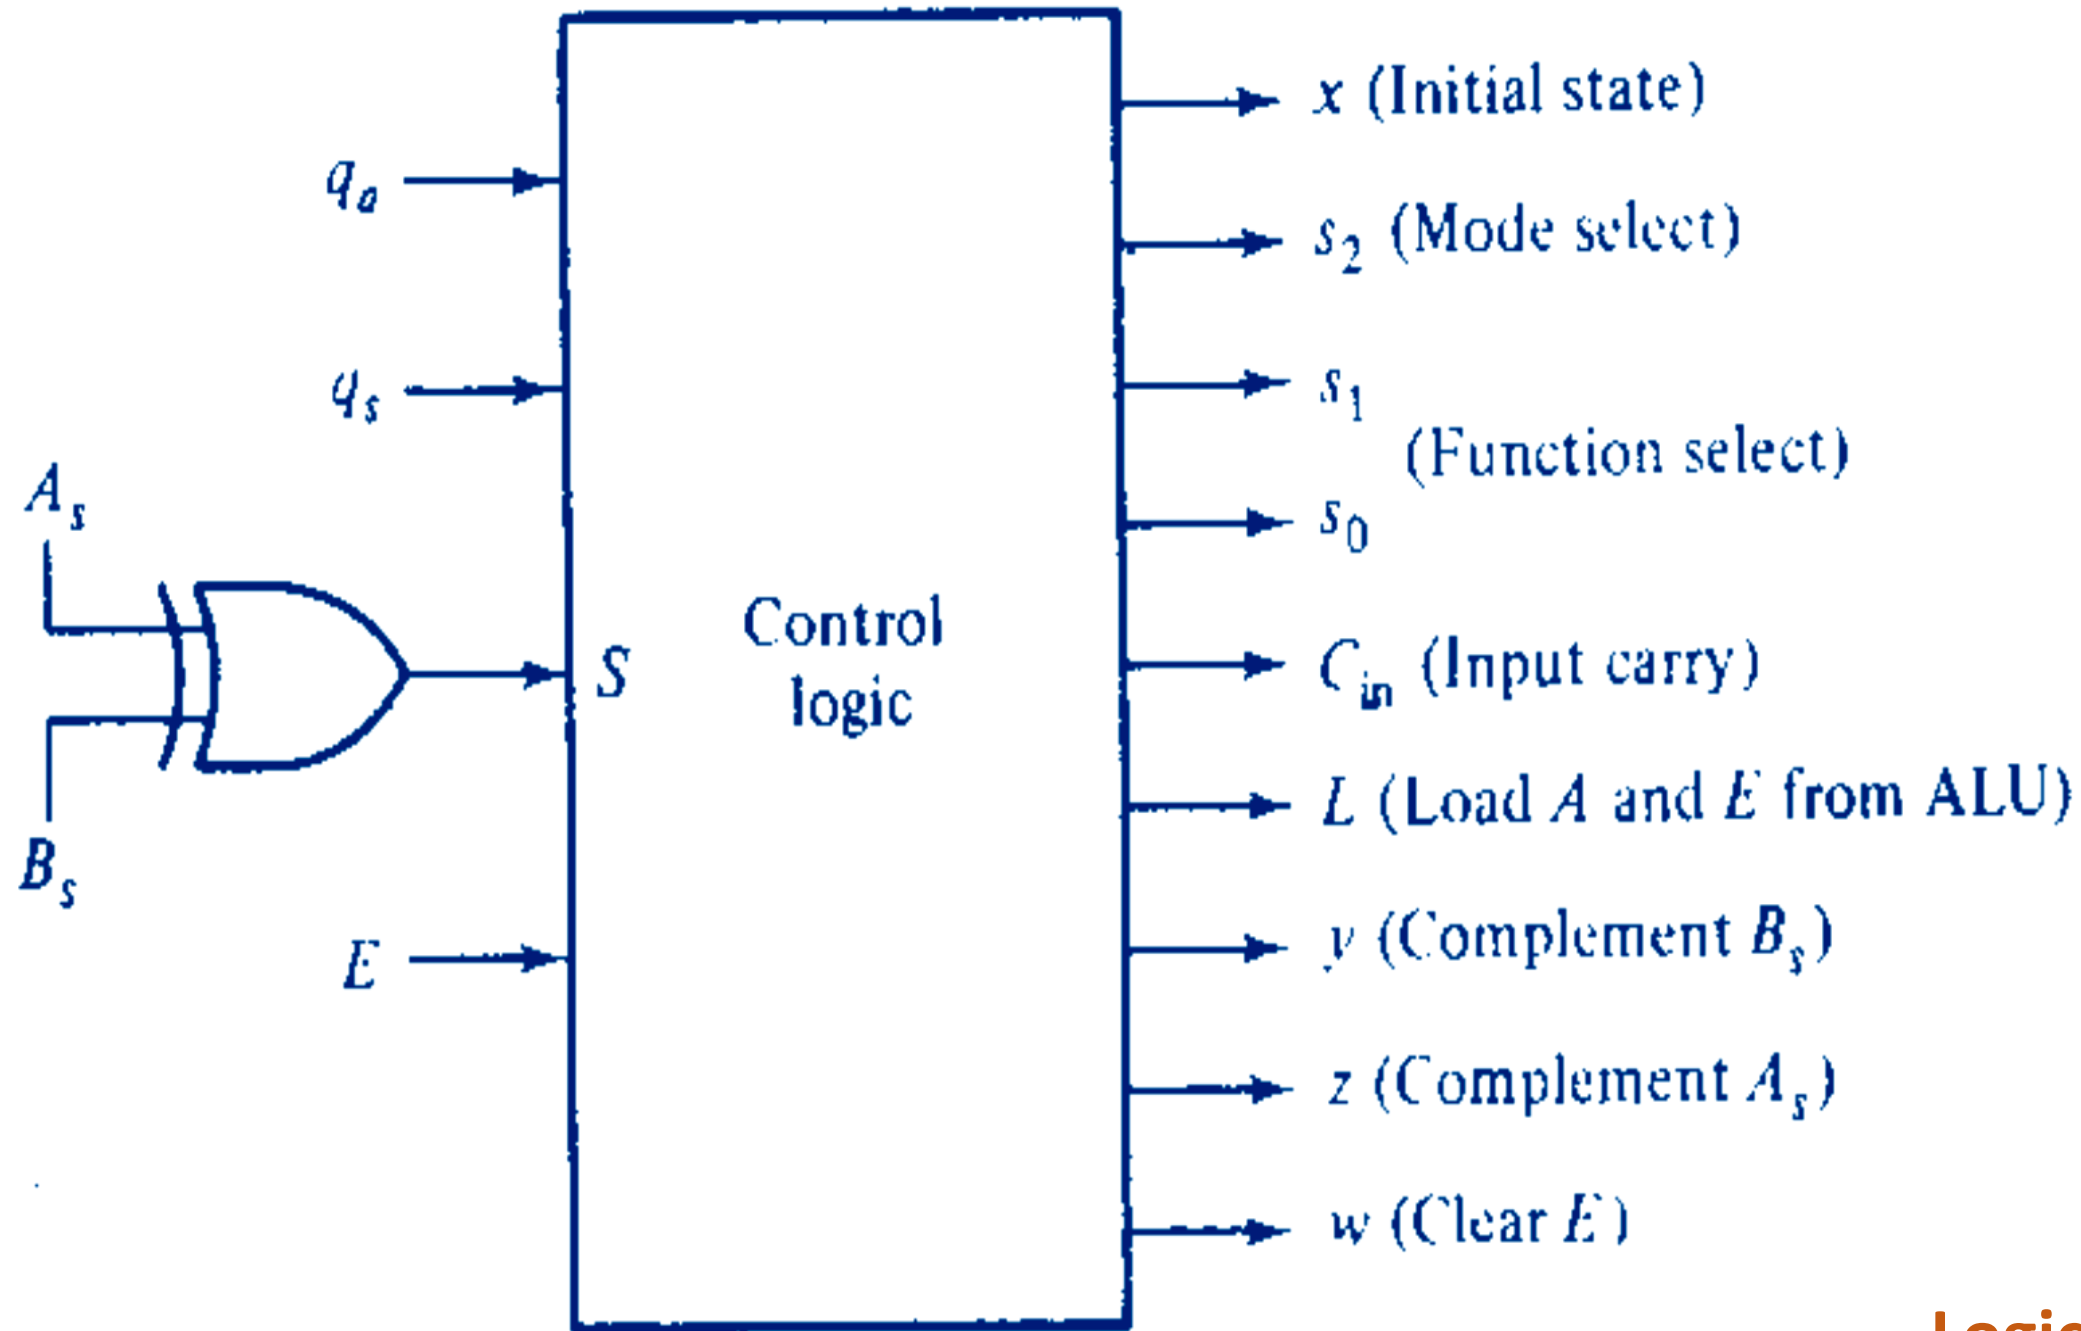 x (Initial state)
q_a
s_2 (Mode select)
q_s
s_1
(Function select)
s_0
A_s
Control
logic
S
C_in (Input carry)
L (Load A and E from ALU)
B_s
y (Complement B_s)
E
z (Complement A_s)
w (Clear E)